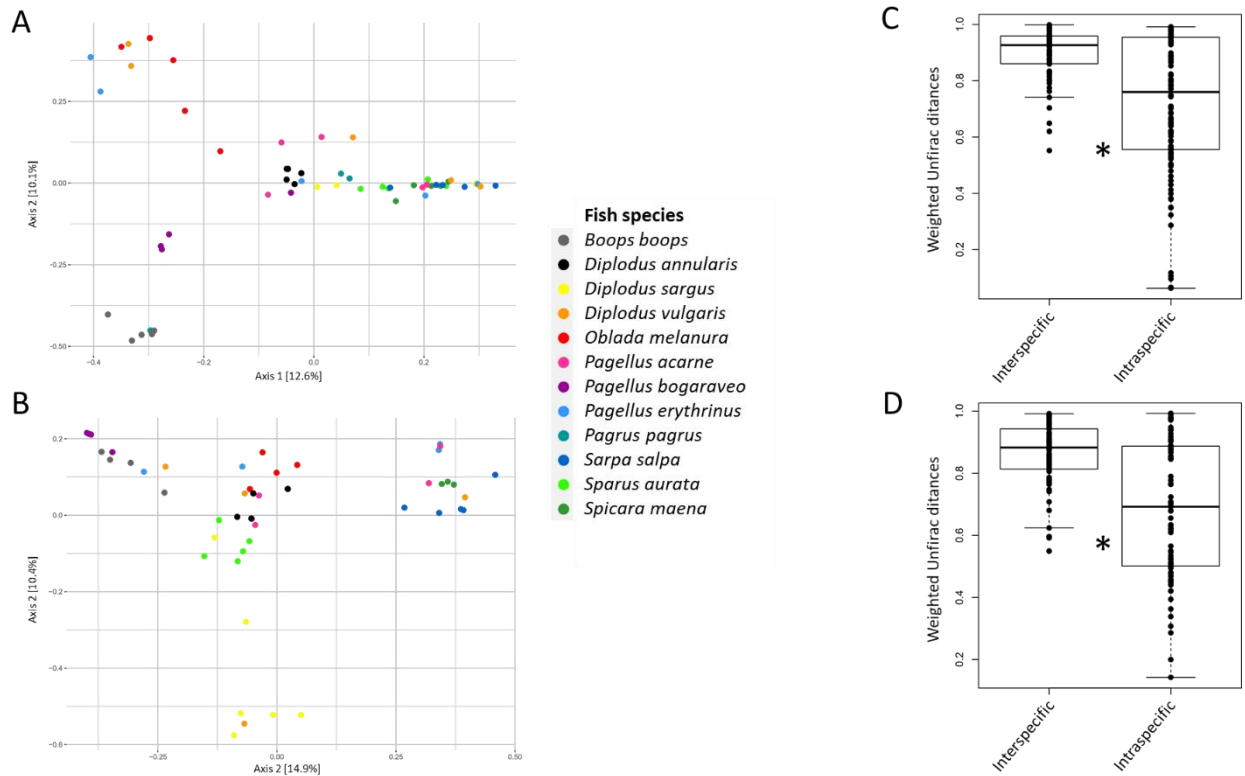 A
0.25
0.00
−0.25
−0.50
Axis 2 [10.1%]
−0.4
−0.2
0.0
0.2
Axis 1 [12.6%]
B
0.2
0.0
−0.2
−0.4
−0.6
Axis 2 [10.4%]
−0.25
0.00
0.25
0.50
Axis 2 [14.9%]
Fish species
Boops boops
Diplodus annularis
Diplodus sargus
Diplodus vulgaris
Oblada melanura
Pagellus acarne
Pagellus bogaraveo
Pagellus erythrinus
Pagrus pagrus
Sarpa salpa
Sparus aurata
Spicara maena
C
1.0
0.8
0.6
0.4
0.2
Weighted Unfirac ditances
*
Interspecific
Intraspecific
D
1.0
0.8
0.6
0.4
0.2
Weighted Unfirac ditances
*
Interspecific
Intraspecific